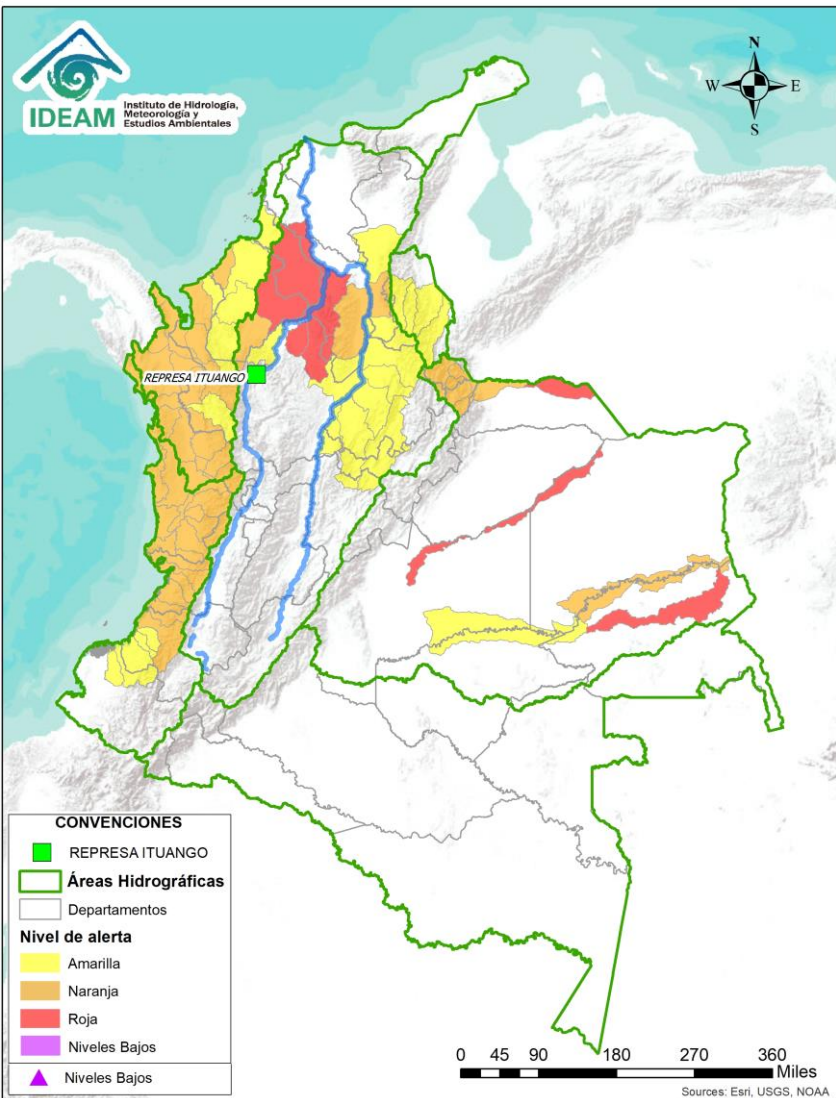 IDEAM
Instituto de Hidrología,
Meteorología y
Estudios Ambientales
N
W
E
S
REPRESA ITUANGO
CONVENCIONES
REPRESA ITUANGO
Áreas Hidrográficas
Departamentos
Nivel de alerta
Amarilla
Naranja
Roja
Niveles Bajos
Niveles Bajos
0 45 90 180 270 360
Miles
Sources: Esri, USGS, NOAA